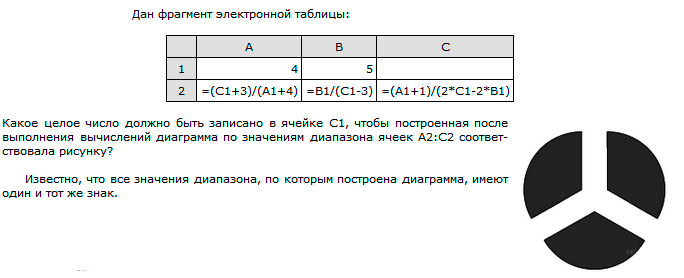 Дан фрагмент электронной таблицы:
A B C
1 4 5
2 =(C1+3)/(A1+4) =B1/(C1-3) =(A1+1)/(2*C1-2*B1)
Какое целое число должно быть записано в ячейке C1, чтобы построенная после
выполнения вычислений диаграмма по значениям диапазона ячеек A2:C2 соответ-
ствовала рисунку?
Известно, что все значения диапазона, по которым построена диаграмма, имеют
один и тот же знак.